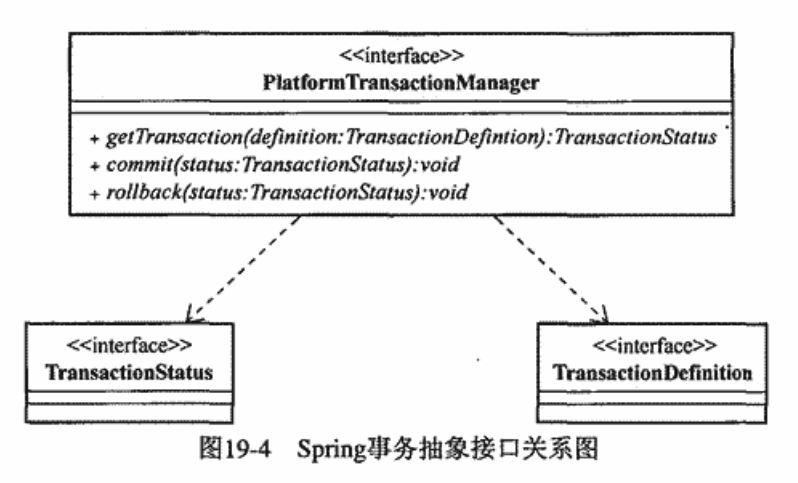 <<interface>>
PlatformTransactionManager
+ getTransaction(definition:TransactionDefintion):TransactionStatus
+ commit(status:TransactionStatus):void
+ rollback(status:TransactionStatus):void
<<interface>>
TransactionStatus
<<interface>>
TransactionDefinition
图19-4 Spring事务抽象接口关系图